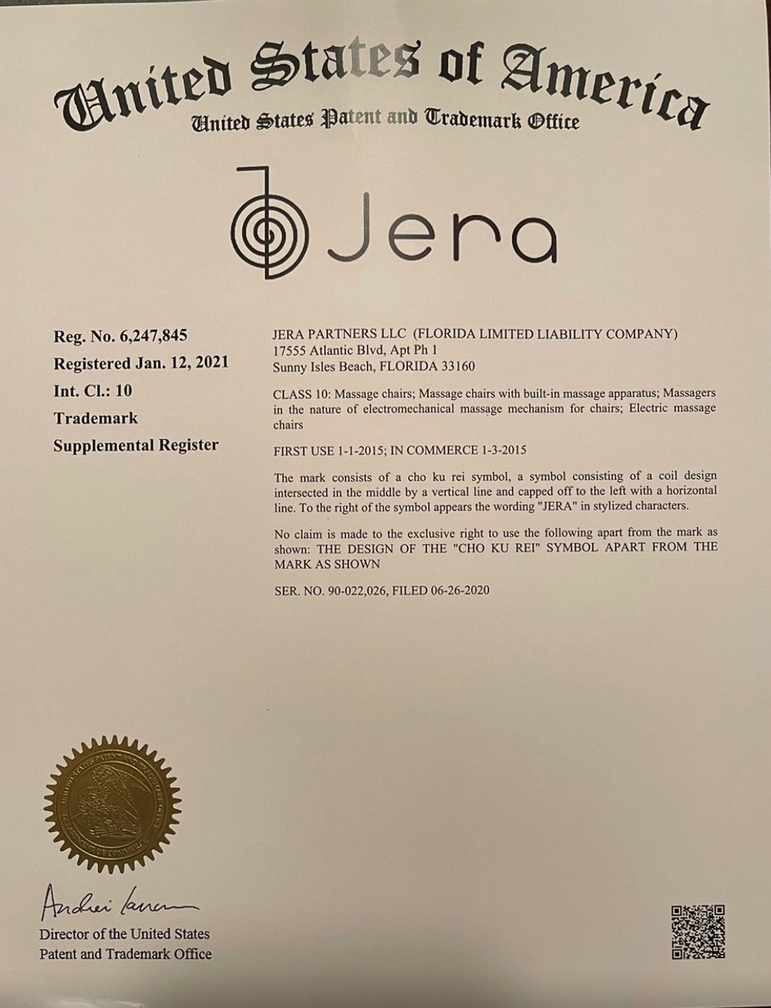 United States of America
United States Patent and Trademark Office
Jera
Reg. No. 6,247,845
Registered Jan. 12, 2021
Int. Cl.: 10
Trademark
Supplemental Register
JERA PARTNERS LLC (FLORIDA LIMITED LIABILITY COMPANY)
17555 Atlantic Blvd, Apt Ph 1
Sunny Isles Beach, FLORIDA 33160
CLASS 10: Massage chairs; Massage chairs with built-in massage apparatus; Massagers
in the nature of electromechanical massage mechanism for chairs; Electric massage
chairs
FIRST USE 1-1-2015; IN COMMERCE 1-3-2015
The mark consists of a cho ku rei symbol, a symbol consisting of a coil design
intersected in the middle by a vertical line and capped off to the left with a horizontal
line. To the right of the symbol appears the wording "JERA" in stylized characters.
No claim is made to the exclusive right to use the following apart from the mark as
shown: THE DESIGN OF THE "CHO KU REI" SYMBOL APART FROM THE
MARK AS SHOWN
SER. NO. 90-022,026, FILED 06-26-2020
Andrei Iancu
Director of the United States
Patent and Trademark Office